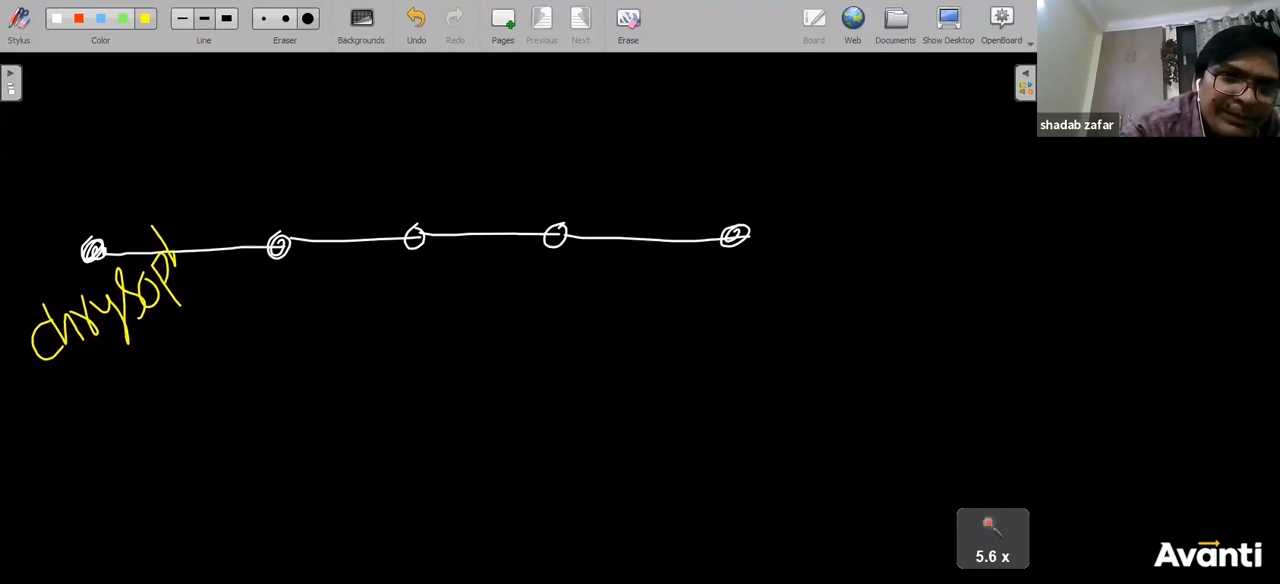 Stylus Color Line Eraser Backgrounds Undo Redo Pages Previous Next Erase Board Web Documents Show Desktop OpenBoard
shadab zafar
chrysoph
5.6 x
Avanti